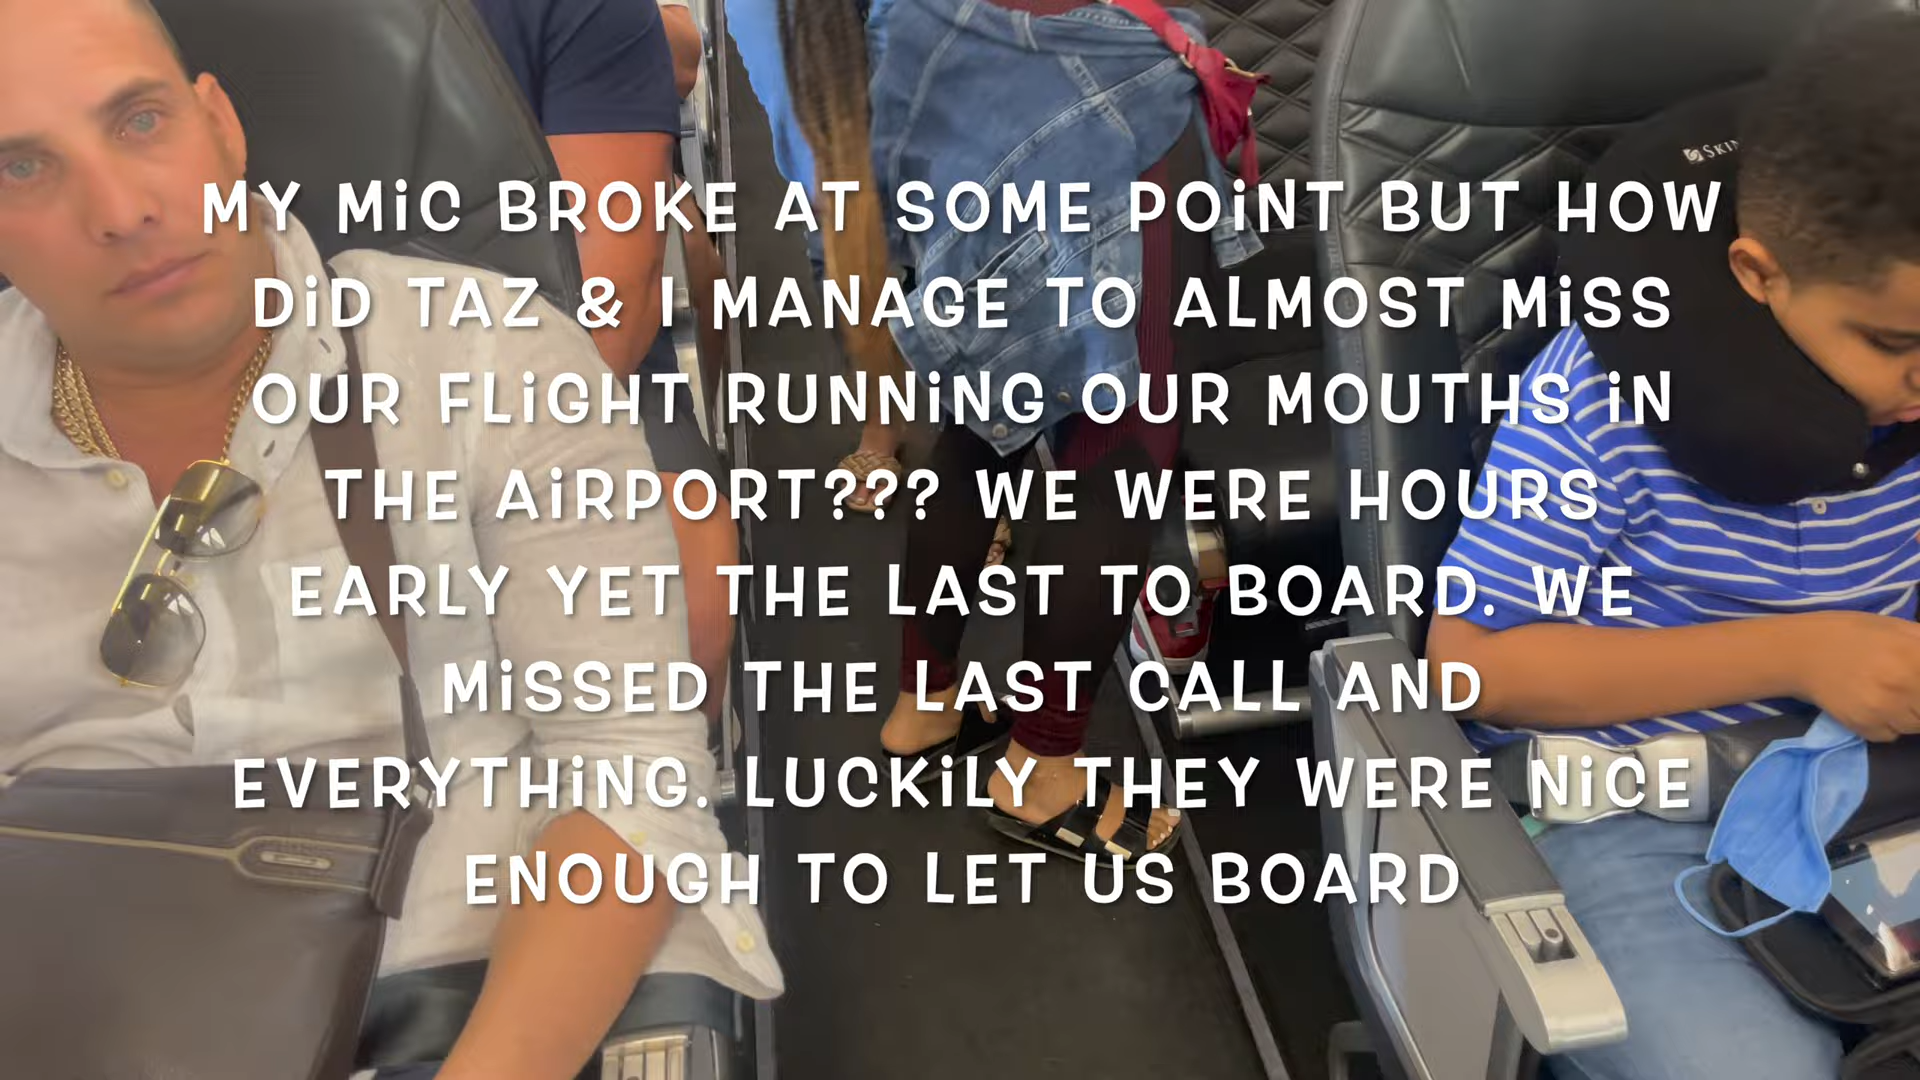 MY MiC BROKE AT SOME POiNT BUT HOW
DiD TAZ & I MANAGE TO ALMOST MiSS
OUR FLiGHT RUNNiNG OUR MOUTHS iN
THE AiRPORT??? WE WERE HOURS
EARLY YET THE LAST TO BOARD. WE
MiSSED THE LAST CALL AND
EVERYTHiNG. LUCKiLY THEY WERE NiCE
ENOUGH TO LET US BOARD